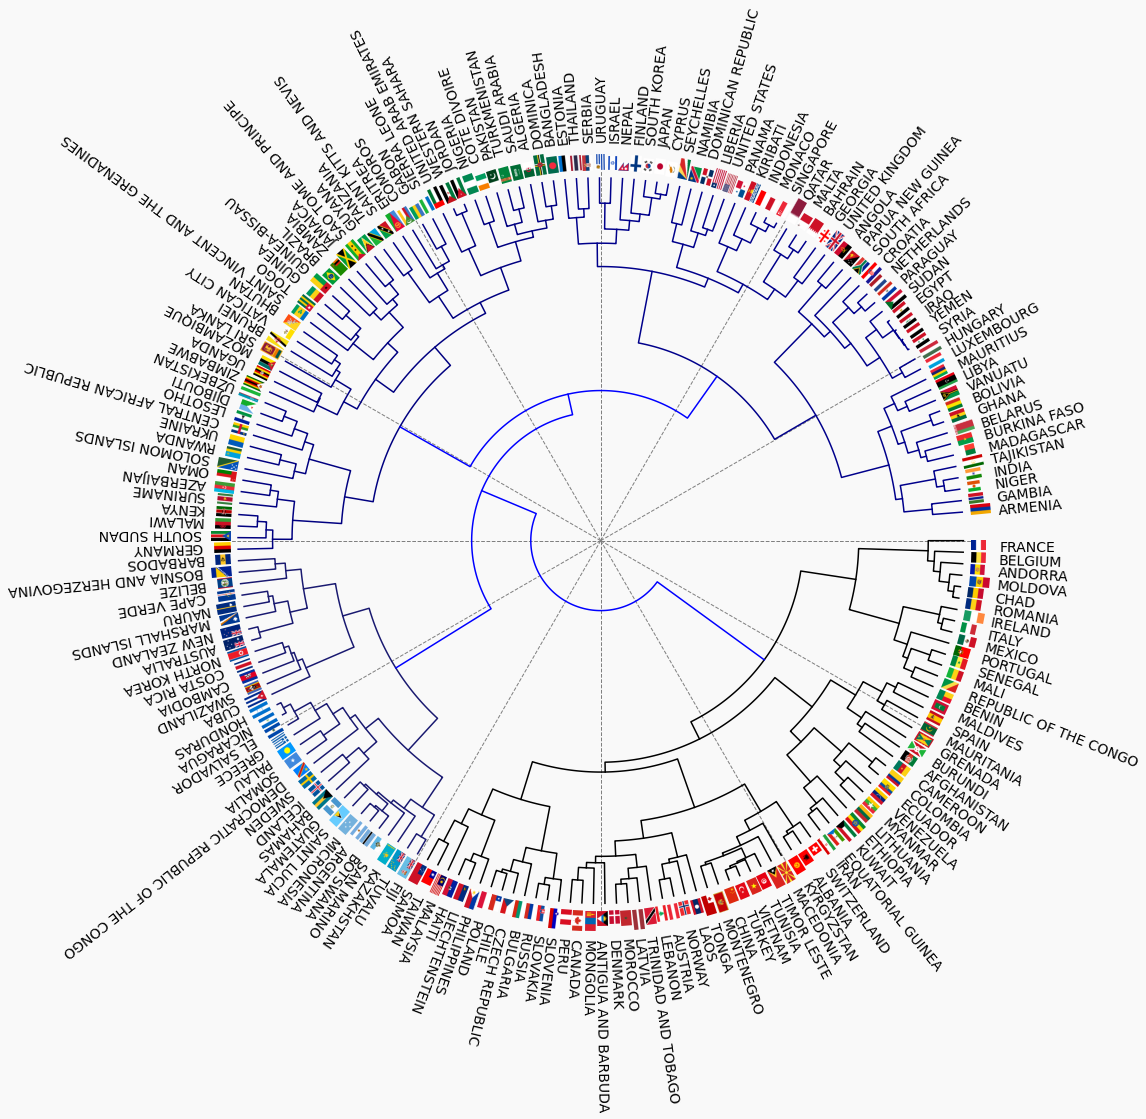 FRANCE
BELGIUM
ANDORRA
MOLDOVA
CHAD
ROMANIA
IRELAND
ITALY
MEXICO
PORTUGAL
SENEGAL
MALI
REPUBLIC OF THE CONGO
BENIN
MALDIVES
SPAIN
MAURITANIA
GRENADA
BURUNDI
AFGHANISTAN
CAMEROON
COLOMBIA
ECUADOR
VENEZUELA
MYANMAR
LITHUANIA
ETHIOPIA
KUWAIT
EQUATORIAL GUINEA
IRAN
SWITZERLAND
ALBANIA
KYRGYZSTAN
MACEDONIA
TIMOR LESTE
TUNISIA
VIETNAM
TURKEY
CHINA
MONTENEGRO
TONGA
LAOS
NORWAY
AUSTRIA
LEBANON
TRINIDAD AND TOBAGO
LATVIA
MOROCCO
DENMARK
ANTIGUA AND BARBUDA
MONGOLIA
CANADA
PERU
SLOVENIA
SLOVAKIA
RUSSIA
BULGARIA
CZECH REPUBLIC
CHILE
POLAND
PHILIPPINES
LIECHTENSTEIN
HAITI
MALAYSIA
TAIWAN
SAMOA
FIJI
TUVALU
KAZAKHSTAN
SAN MARINO
BOTSWANA
ARGENTINA
MICRONESIA
SAINT LUCIA
GUATEMALA
BAHAMAS
ICELAND
SWEDEN
DEMOCRATIC REPUBLIC OF THE CONGO
SOMALIA
PALAU
GREECE
EL SALVADOR
NICARAGUA
HONDURAS
CUBA
SWAZILAND
CAMBODIA
COSTA RICA
NORTH KOREA
AUSTRALIA
NEW ZEALAND
MARSHALL ISLANDS
NAURU
CAPE VERDE
BELIZE
BOSNIA AND HERZEGOVINA
BARBADOS
GERMANY
SOUTH SUDAN
MALAWI
KENYA
SURINAME
AZERBAIJAN
OMAN
SOLOMON ISLANDS
RWANDA
UKRAINE
CENTRAL AFRICAN REPUBLIC
LESOTHO
DJIBOUTI
UZBEKISTAN
ZIMBABWE
UGANDA
MOZAMBIQUE
SRI LANKA
BRUNEI
VATICAN CITY
BHUTAN
SAINT VINCENT AND THE GRENADINES
TOGO
GUINEA
GUINEA-BISSAU
BRAZIL
ZAMBIA
JAMAICA
SAO TOME AND PRINCIPE
GUYANA
TANZANIA
SAINT KITTS AND NEVIS
ERITREA
COMOROS
GABON
SIERRA LEONE
UNITED ARAB EMIRATES
WESTERN SAHARA
JORDAN
NIGERIA
COTE D'IVOIRE
PAKISTAN
TURKMENISTAN
SAUDI ARABIA
ALGERIA
DOMINICA
BANGLADESH
ESTONIA
THAILAND
SERBIA
URUGUAY
ISRAEL
NEPAL
FINLAND
SOUTH KOREA
JAPAN
CYPRUS
SEYCHELLES
NAMIBIA
DOMINICAN REPUBLIC
LIBERIA
UNITED STATES
PANAMA
KIRIBATI
INDONESIA
MONACO
SINGAPORE
QATAR
MALTA
BAHRAIN
GEORGIA
UNITED KINGDOM
ANGOLA
PAPUA NEW GUINEA
SOUTH AFRICA
CROATIA
NETHERLANDS
PARAGUAY
SUDAN
EGYPT
IRAQ
YEMEN
SYRIA
HUNGARY
LUXEMBOURG
MAURITIUS
LIBYA
VANUATU
BOLIVIA
GHANA
BELARUS
BURKINA FASO
MADAGASCAR
TAJIKISTAN
INDIA
NIGER
GAMBIA
ARMENIA